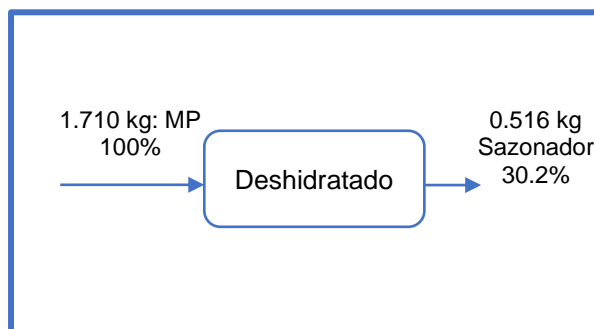 1.710 kg: MP
100%
Deshidratado
0.516 kg
Sazonador
30.2%